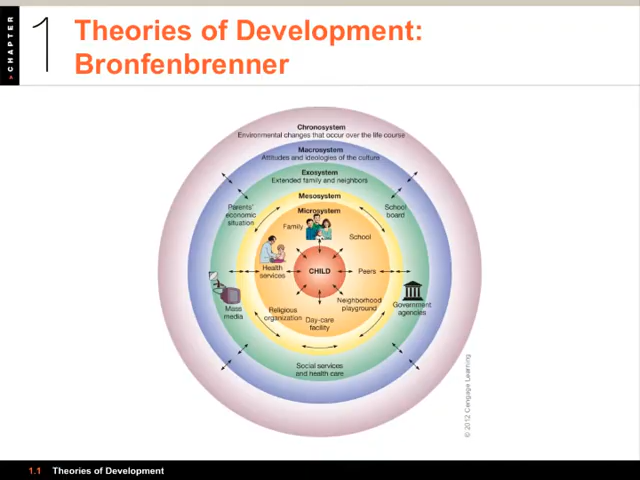 CHAPTER
1
Theories of Development:
Bronfenbrenner
Chronosystem
Environmental changes that occur over the life course
Macrosystem
Attitudes and ideologies of the culture
Exosystem
Extended family and neighbors
Mesosystem
Microsystem
Parents'
economic
situation
School
board
Family
School
Health
services
CHILD
Peers
Mass
media
Religious
organization
Day-care
facility
Neighborhood
playground
Government
agencies
Social services
and health care
© 2012 Cengage Learning
1.1 Theories of Development